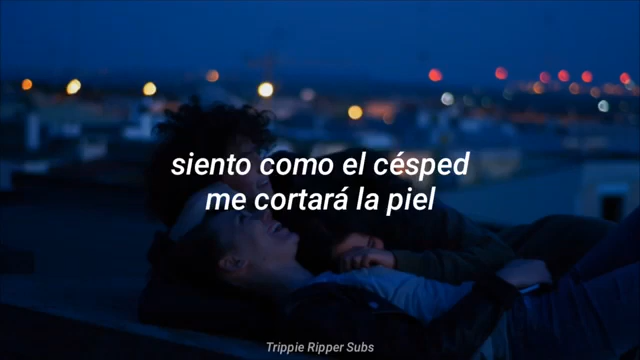 siento como el césped
me cortará la piel
Trippie Ripper Subs